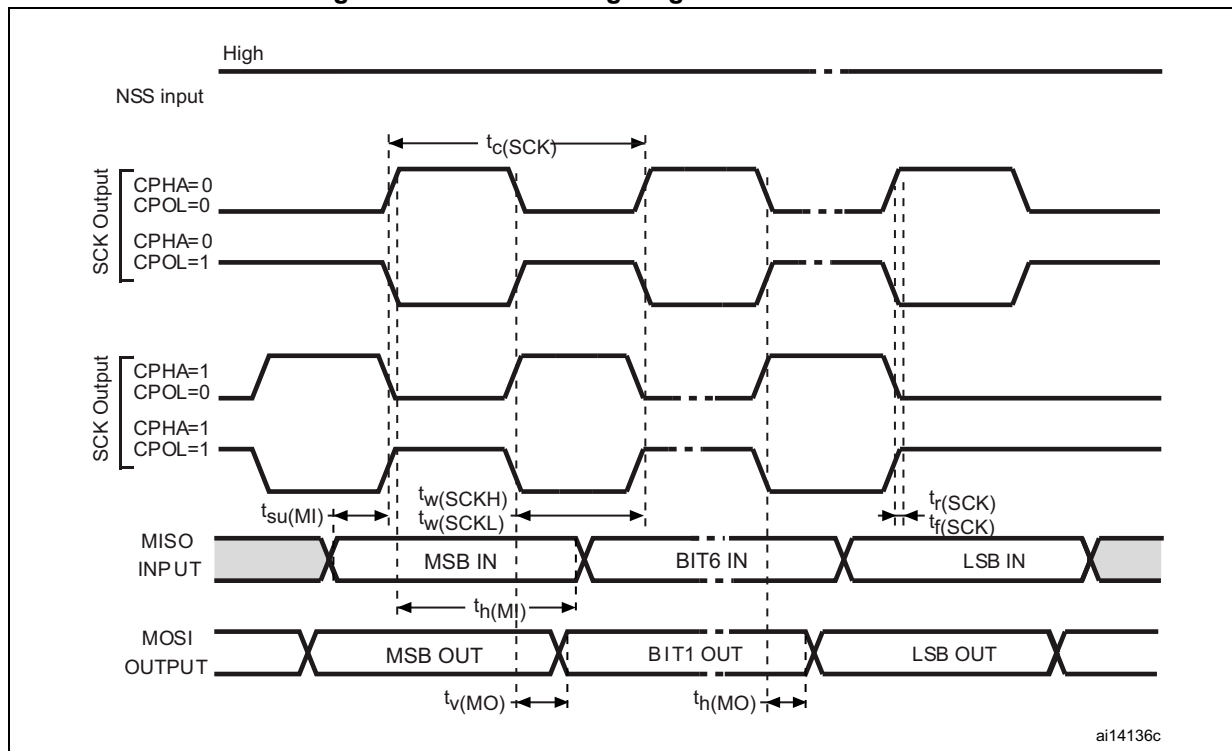 High
NSS input
tc(SCK)
SCK Output
CPHA=0
CPOL=0
CPHA=0
CPOL=1
SCK Output
CPHA=1
CPOL=0
CPHA=1
CPOL=1
tsu(MI)
tw(SCKH)
tw(SCKL)
tr(SCK)
tf(SCK)
MISO
INPUT
MSB IN
BIT6 IN
LSB IN
th(MI)
MOSI
OUTPUT
MSB OUT
BIT1 OUT
LSB OUT
tv(MO)
th(MO)
ai14136c